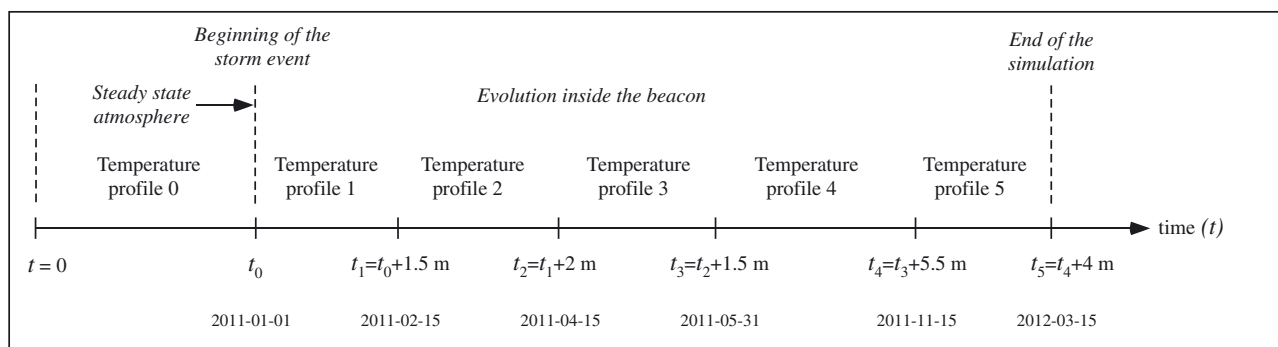 Beginning of the
storm event
End of the
simulation
Steady state
atmosphere
Evolution inside the beacon
Temperature
profile 0
Temperature
profile 1
Temperature
profile 2
Temperature
profile 3
Temperature
profile 4
Temperature
profile 5
time (t)
t = 0
t0
t1=t0+1.5 m
t2=t1+2 m
t3=t2+1.5 m
t4=t3+5.5 m
t5=t4+4 m
2011-01-01
2011-02-15
2011-04-15
2011-05-31
2011-11-15
2012-03-15